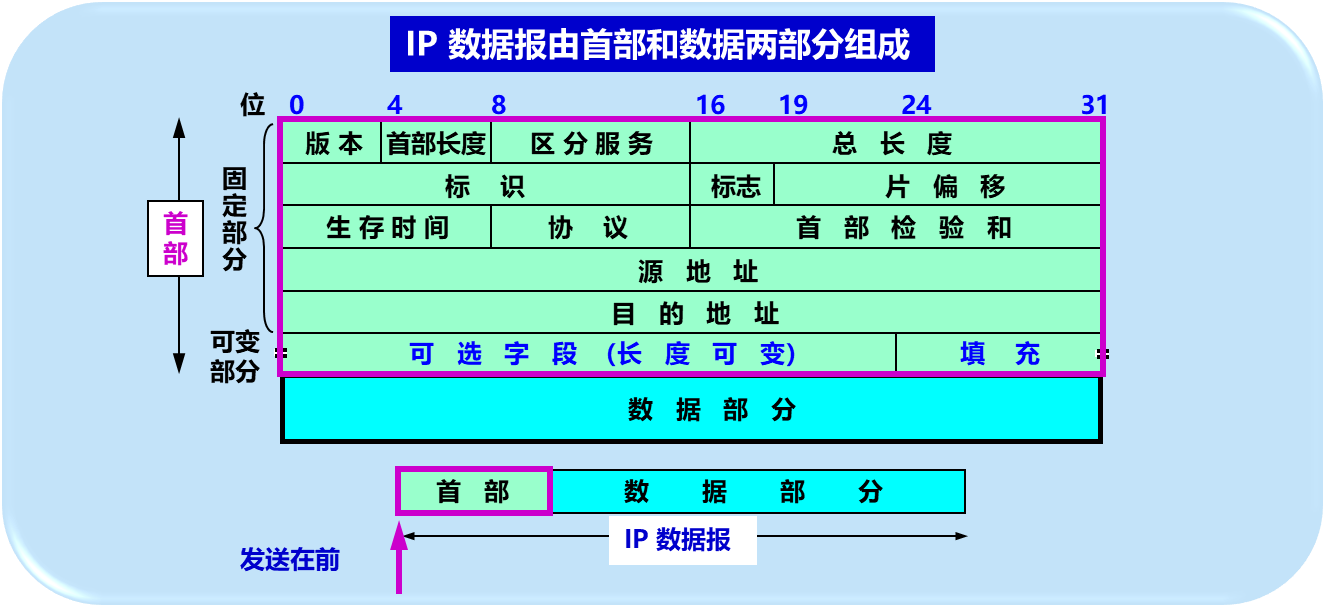 IP 数据报由首部和数据两部分组成
位 0 4 8 16 19 24 31
版本 首部长度 区分服务 总长度
标识 标志 片偏移
生存时间 协议 首部检验和
源地址
目的地址
可选字段 (长度可变) 填充
数据部分
固定部分
首部
可变部分
首部 数据部分
IP 数据报
发送在前